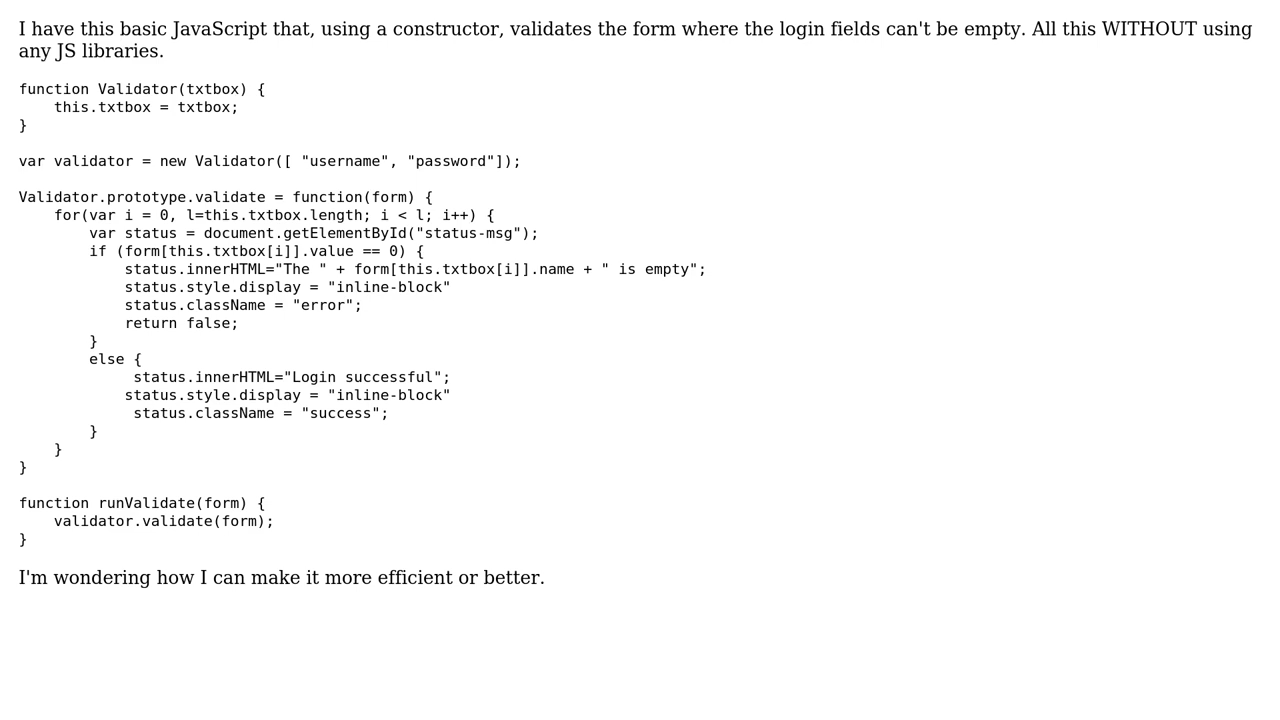 I have this basic JavaScript that, using a constructor, validates the form where the login fields can't be empty. All this WITHOUT using
any JS libraries.
function Validator(txtbox) {
    this.txtbox = txtbox;
}
var validator = new Validator([ "username", "password"]);
Validator.prototype.validate = function(form) {
    for(var i = 0, l=this.txtbox.length; i < l; i++) {
        var status = document.getElementById("status-msg");
        if (form[this.txtbox[i]].value == 0) {
            status.innerHTML="The " + form[this.txtbox[i]].name + " is empty";
            status.style.display = "inline-block"
            status.className = "error";
            return false;
        }
        else {
             status.innerHTML="Login successful";
            status.style.display = "inline-block"
             status.className = "success";
        }
    }
}
function runValidate(form) {
    validator.validate(form);
}
I'm wondering how I can make it more efficient or better.